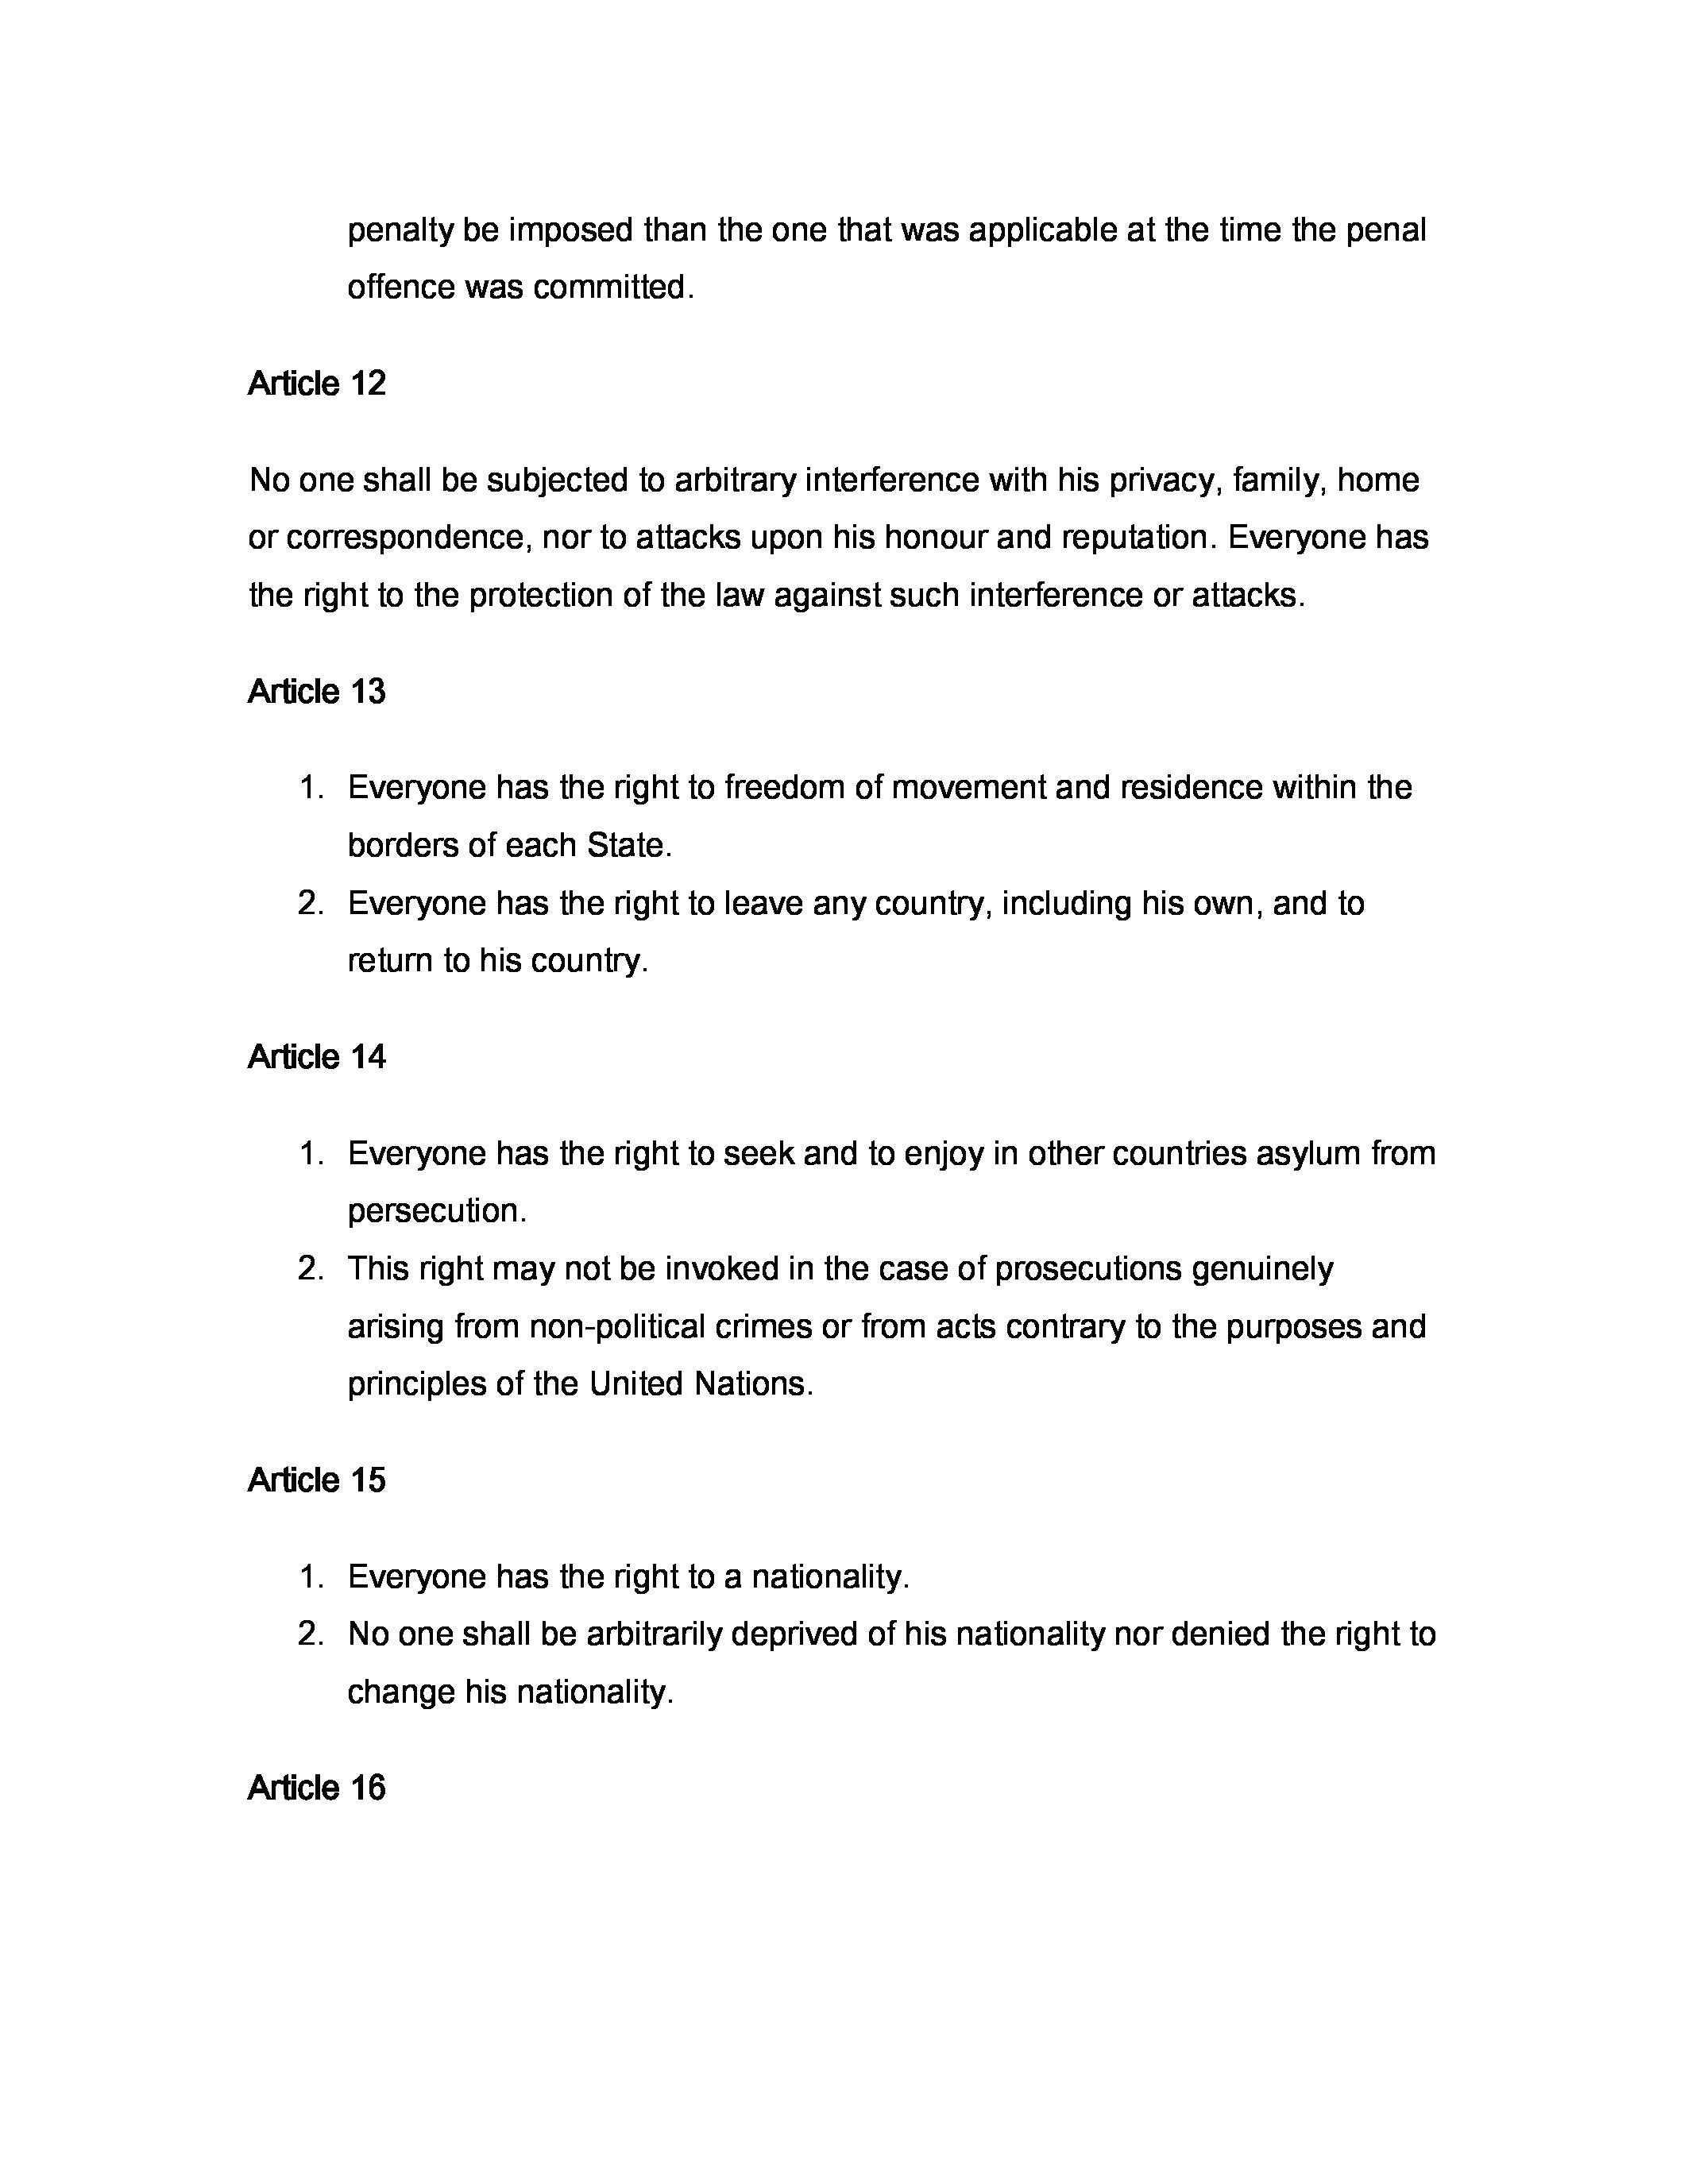 penalty be imposed than the one that was applicable at the time the penal
offence was committed.
Article 12
No one shall be subjected to arbitrary interference with his privacy, family, home
or correspondence, nor to attacks upon his honour and reputation. Everyone has
the right to the protection of the law against such interference or attacks.
Article 13
1. Everyone has the right to freedom of movement and residence within the
borders of each State.
2. Everyone has the right to leave any country, including his own, and to
return to his country.
Article 14
1. Everyone has the right to seek and to enjoy in other countries asylum from
persecution.
2. This right may not be invoked in the case of prosecutions genuinely
arising from non-political crimes or from acts contrary to the purposes and
principles of the United Nations.
Article 15
1. Everyone has the right to a nationality.
2. No one shall be arbitrarily deprived of his nationality nor denied the right to
change his nationality.
Article 16